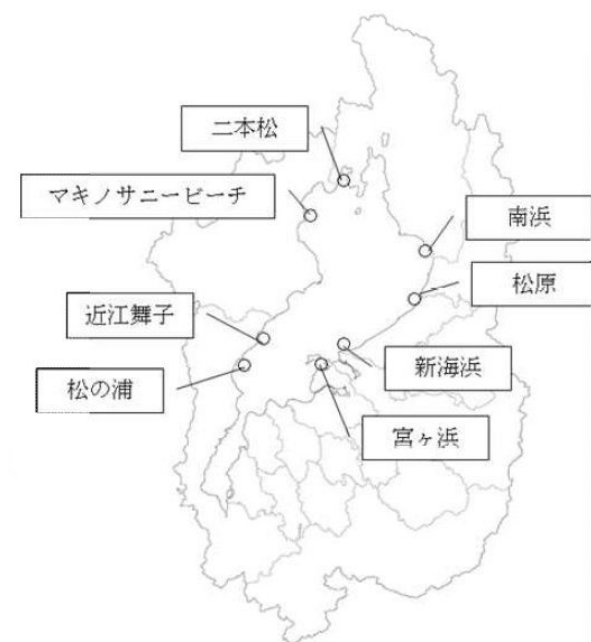 二本松
マキノサニービーチ
南浜
松原
近江舞子
新海浜
松の浦
宮ヶ浜